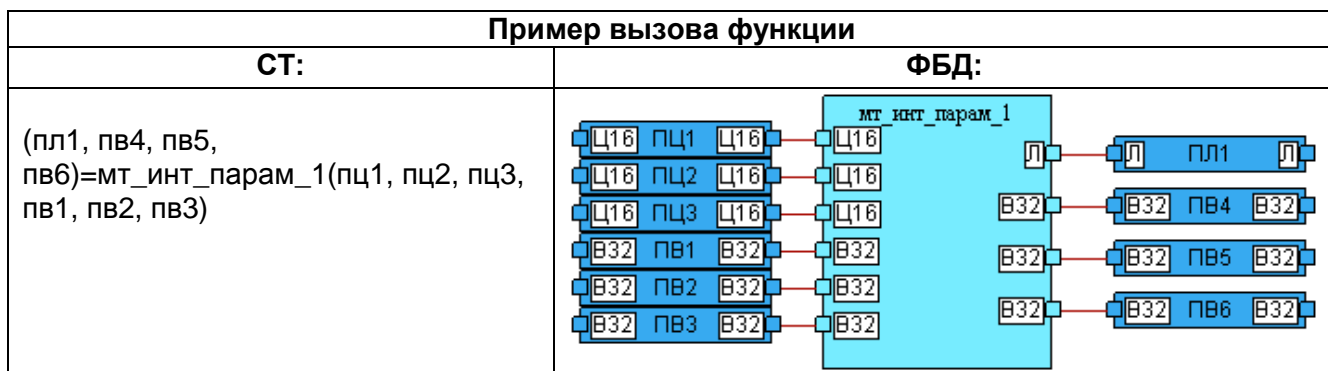 Пример вызова функции
СТ: ФБД:
(пл1, пв4, пв5,
пв6)=мт_инт_парам_1(пц1, пц2, пц3,
пв1, пв2, пв3)
мт_инт_парам_1
Ц16 ПЦ1 Ц16 Ц16
Л Л ПЛ1 Л
Ц16 ПЦ2 Ц16 Ц16
Ц16 ПЦ3 Ц16 Ц16
В32 В32 ПВ4 В32
В32 ПВ1 В32 В32
В32 В32 ПВ5 В32
В32 ПВ2 В32 В32
В32 В32 ПВ6 В32
В32 ПВ3 В32 В32